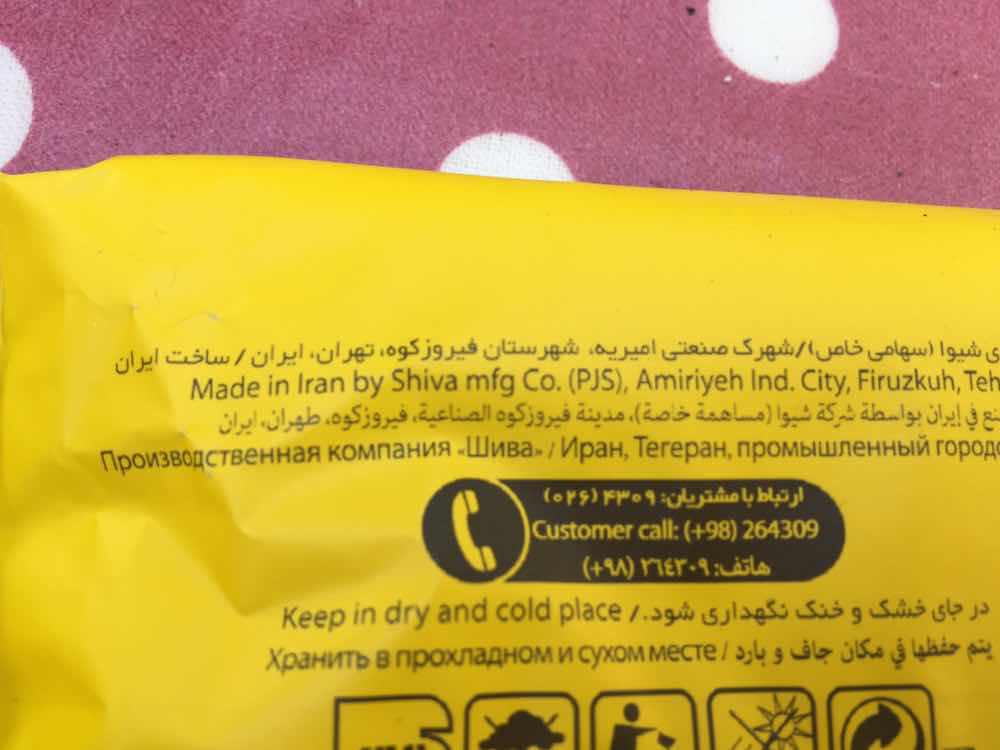 شیوا (سهامی خاص)/شهرک صنعتی امیریه، شهرستان فیروزکوه، تهران، ایران / ساخت ایران
Made in Iran by Shiva mfg Co. (PJS), Amiriyeh Ind. City, Firuzkuh, Teh
في إيران بواسطة شركة شيوا (مساهمة خاصة)، مدينة فيروزكوه الصناعية، فيروزكوه، طهران، ايران
Производственная компания «Шива» / Иран, Тегеран, промышленный город
ارتباط با مشتریان: ۴۳۰۹ (۰۲۶)
Customer call: (+98) 264309
هاتف: ٢٦٤٣٠٩ (+٩٨)
Keep in dry and cold place / در جای خشک و خنک نگهداری شود.
Хранить в прохладном и сухом месте / يتم حفظها في مكان جاف و بارد